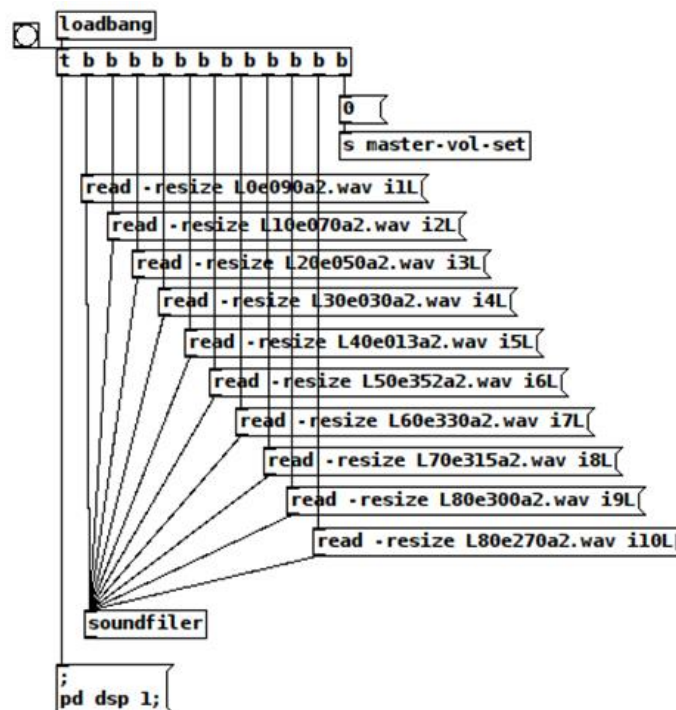 loadbang
t b b b b b b b b b b b
0
s master-vol-set
read -resize L0e090a2.wav i1L
read -resize L10e070a2.wav i2L
read -resize L20e050a2.wav i3L
read -resize L30e030a2.wav i4L
read -resize L40e013a2.wav i5L
read -resize L50e352a2.wav i6L
read -resize L60e330a2.wav i7L
read -resize L70e315a2.wav i8L
read -resize L80e300a2.wav i9L
read -resize L80e270a2.wav i10L
soundfiler
;
pd dsp 1;